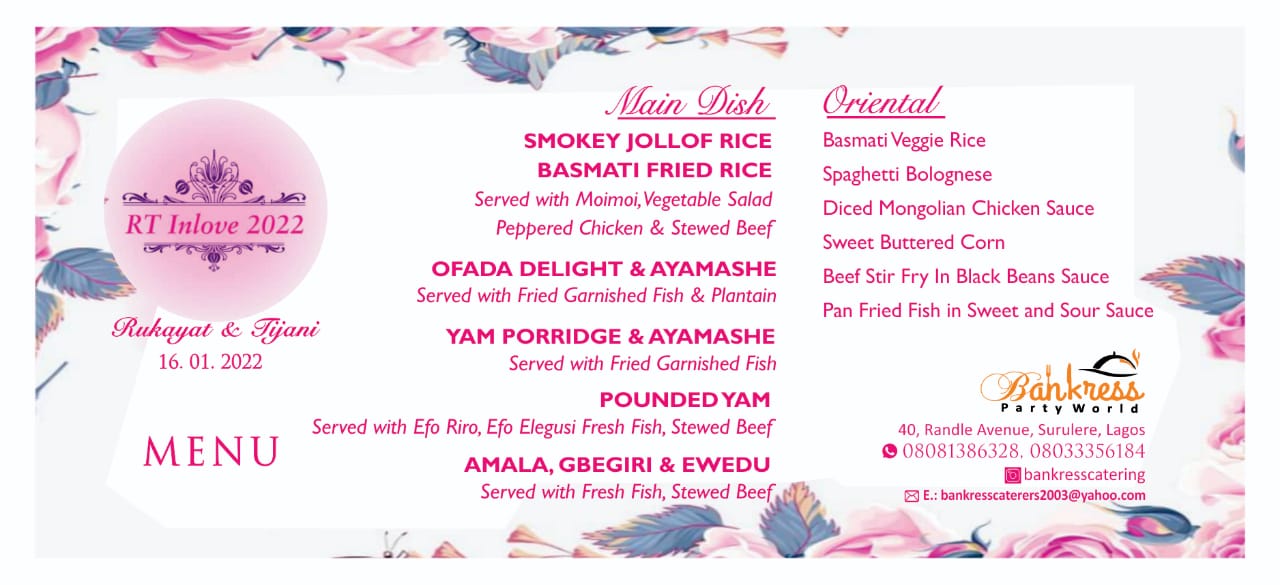 RT Inlove 2022
Rukayat & Tijani
16. 01. 2022
MENU
Main Dish
SMOKEY JOLLOF RICE
BASMATI FRIED RICE
Served with Moimoi, Vegetable Salad
Peppered Chicken & Stewed Beef
OFADA DELIGHT & AYAMASHE
Served with Fried Garnished Fish & Plantain
YAM PORRIDGE & AYAMASHE
Served with Fried Garnished Fish
POUNDED YAM
Served with Efo Riro, Efo Elegusi Fresh Fish, Stewed Beef
AMALA, GBEGIRI & EWEDU
Served with Fresh Fish, Stewed Beef
Oriental
Basmati Veggie Rice
Spaghetti Bolognese
Diced Mongolian Chicken Sauce
Sweet Buttered Corn
Beef Stir Fry In Black Beans Sauce
Pan Fried Fish in Sweet and Sour Sauce
Bankress
Party World
40, Randle Avenue, Surulere, Lagos
08081386328. 08033356184
bankresscatering
E.: bankresscaterers2003@yahoo.com